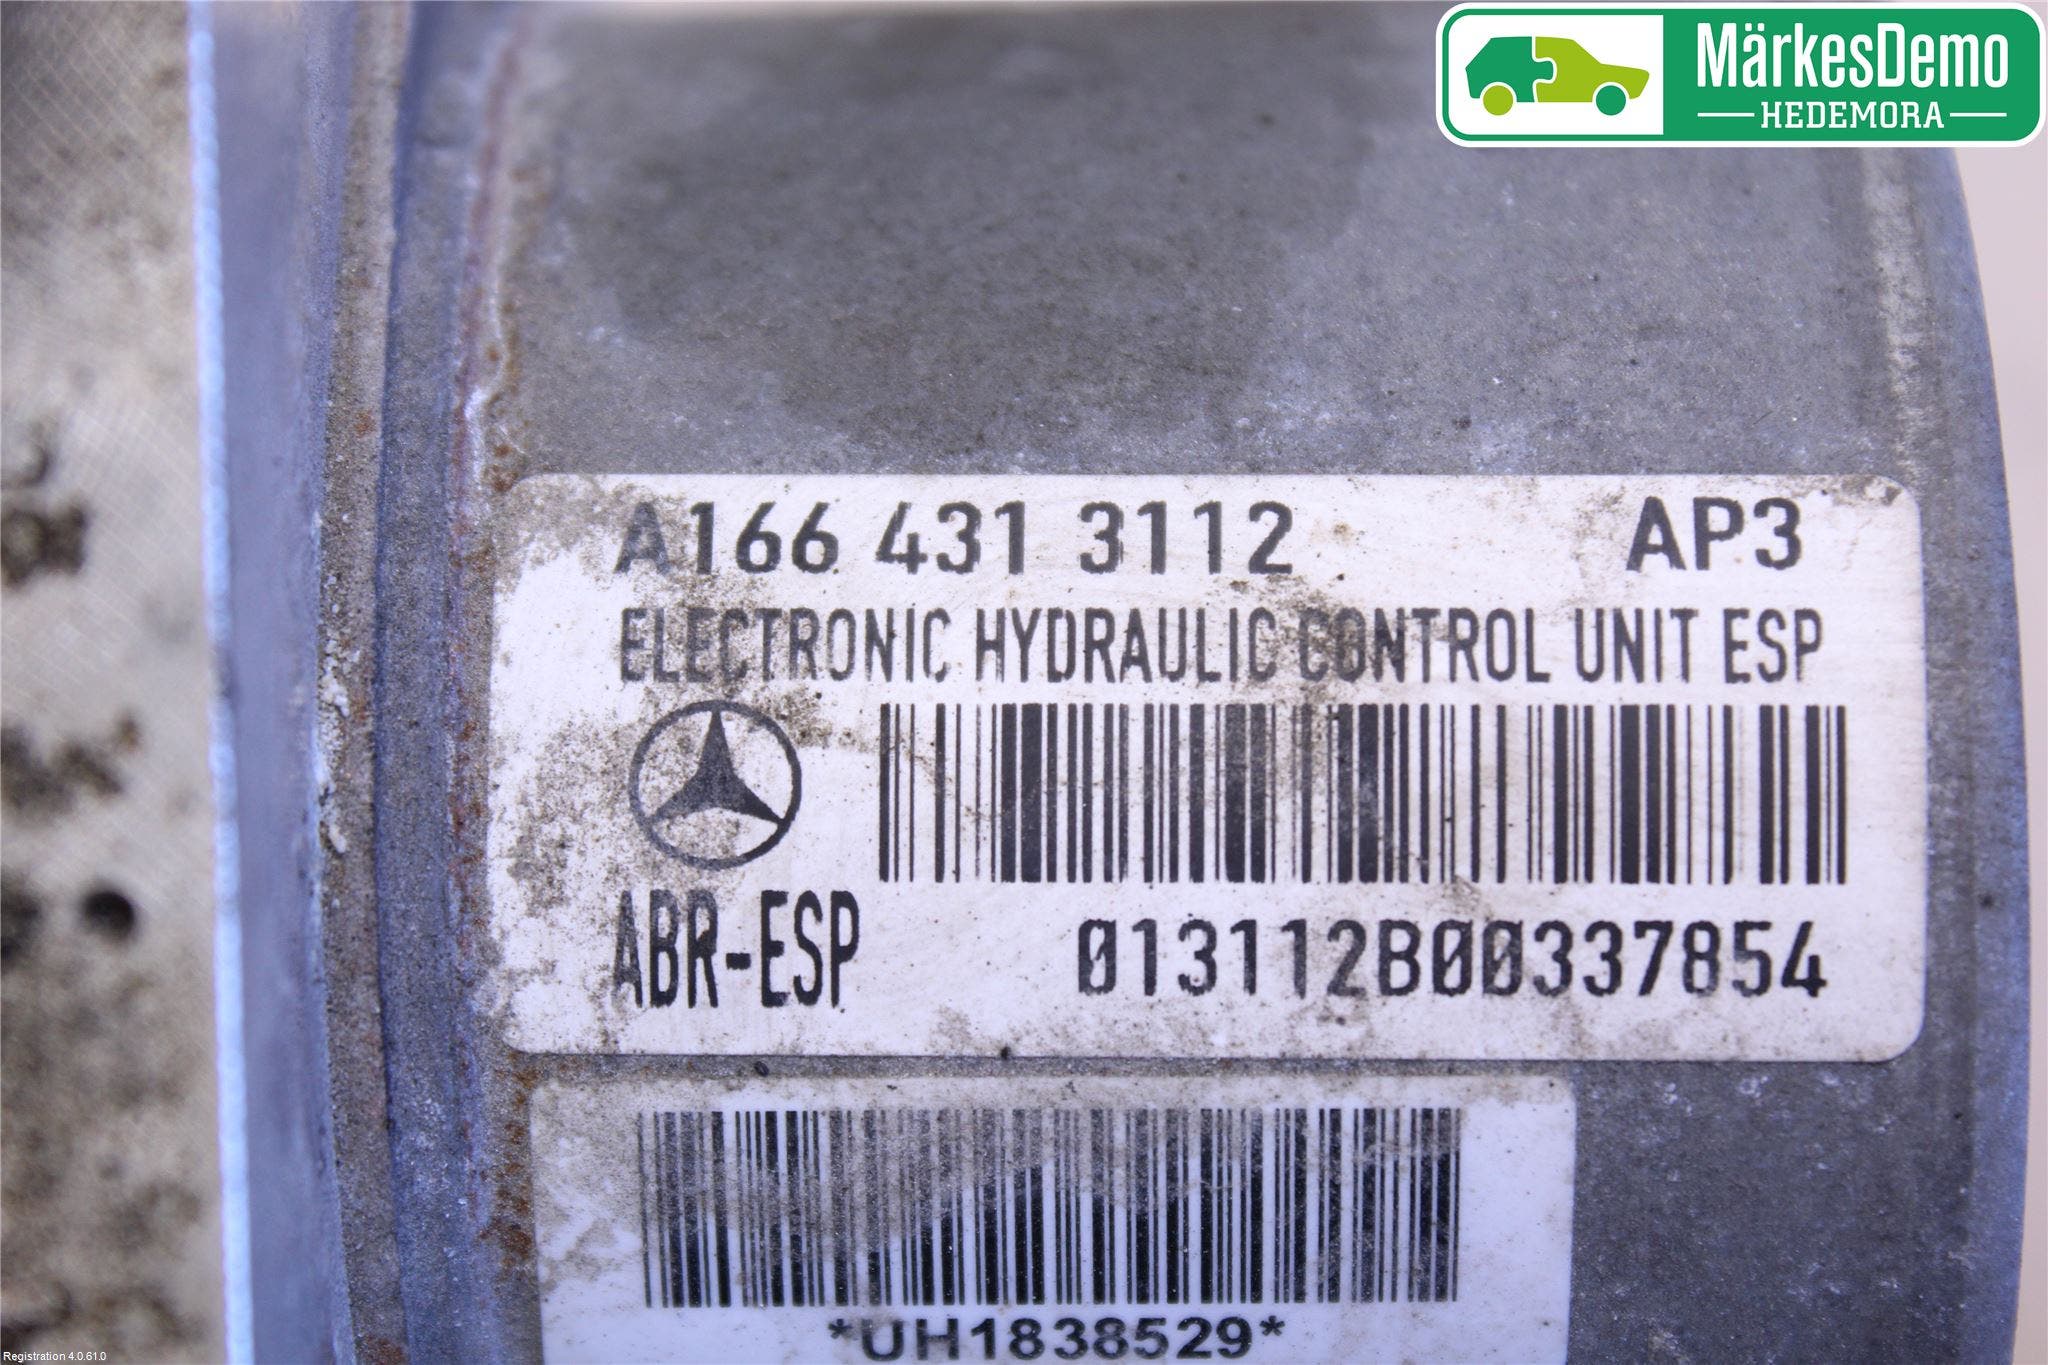 MärkesDemo
HEDEMORA
A166 431 3112 AP3
ELECTRONIC HYDRAULIC CONTROL UNIT ESP
ABR-ESP 013112B00337854
*UH1838529*
Registration 4.0.61.0